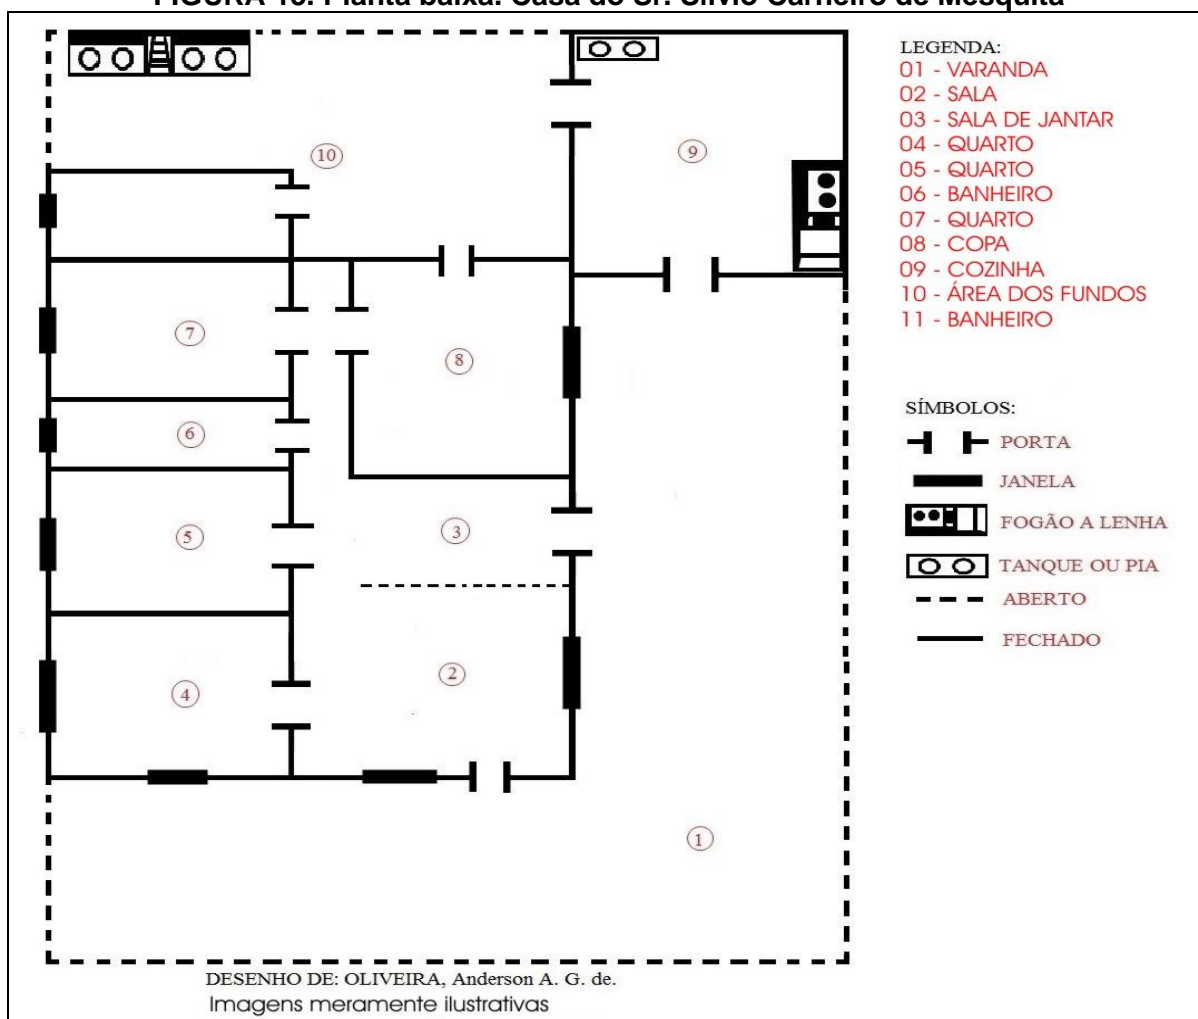 FIGURA 16: Planta baixa: Casa do Sr. Silvio Carneiro de Mesquita
LEGENDA:
01 - VARANDA
02 - SALA
03 - SALA DE JANTAR
04 - QUARTO
05 - QUARTO
06 - BANHEIRO
07 - QUARTO
08 - COPA
09 - COZINHA
10 - ÁREA DOS FUNDOS
11 - BANHEIRO
SÍMBOLOS:
PORTA
JANELA
FOGÃO A LENHA
TANQUE OU PIA
ABERTO
FECHADO
10
9
7
8
6
5
3
4
2
1
DESENHO DE: OLIVEIRA, Anderson A. G. de.
Imagens meramente ilustrativas